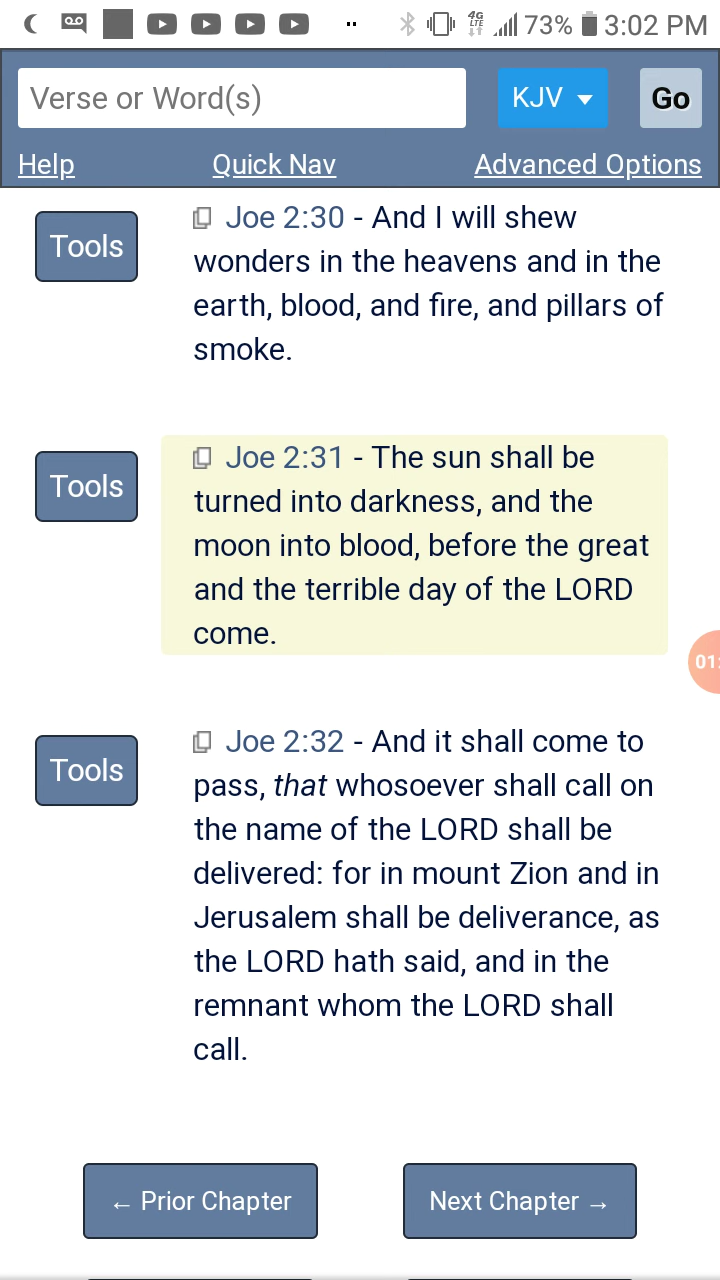 4G
LTE
73%
3:02 PM
Verse or Word(s)
KJV
Go
Help
Quick Nav
Advanced Options
Tools
Joe 2:30 - And I will shew
wonders in the heavens and in the
earth, blood, and fire, and pillars of
smoke.
Tools
Joe 2:31 - The sun shall be
turned into darkness, and the
moon into blood, before the great
and the terrible day of the LORD
come.
01:
Tools
Joe 2:32 - And it shall come to
pass, that whosoever shall call on
the name of the LORD shall be
delivered: for in mount Zion and in
Jerusalem shall be deliverance, as
the LORD hath said, and in the
remnant whom the LORD shall
call.
← Prior Chapter
Next Chapter →